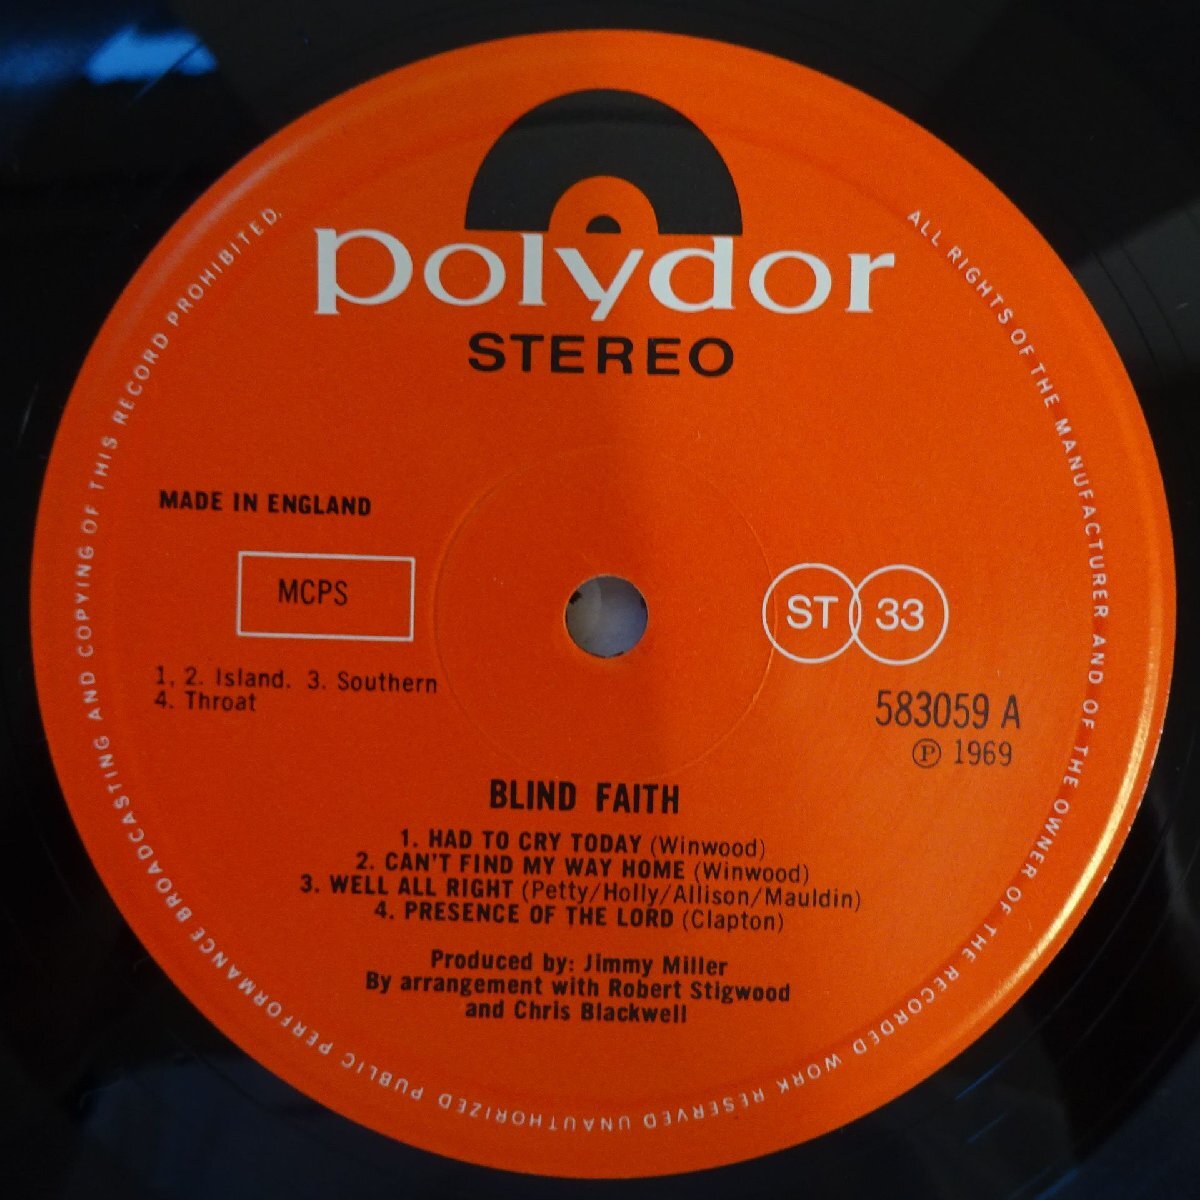 polydor
STEREO
ALL RIGHTS OF THE MANUFACTURER AND OF THE OWNER OF THE RECORDED WORK RESERVED UNAUTHORIZED PUBLIC PERFORMANCE BROADCASTING AND COPYING OF THIS RECORD PROHIBITED.
MADE IN ENGLAND
MCPS
ST 33
1, 2. Island. 3. Southern
4. Throat
583059 A
Ⓟ 1969
BLIND FAITH
1. HAD TO CRY TODAY (Winwood)
2. CAN'T FIND MY WAY HOME (Winwood)
3. WELL ALL RIGHT (Petty/Holly/Allison/Mauldin)
4. PRESENCE OF THE LORD (Clapton)
Produced by: Jimmy Miller
By arrangement with Robert Stigwood
and Chris Blackwell